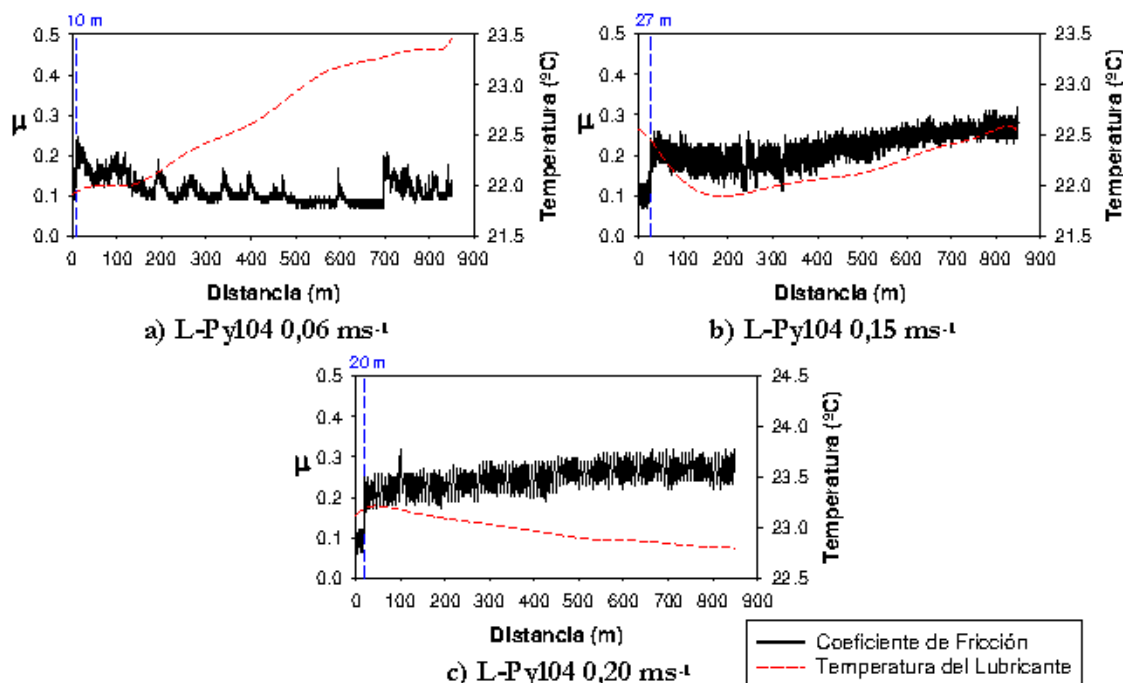 10 m
0.5
0.4
0.3
0.2
0.1
0.0
μ
23.5
23.0
22.5
22.0
21.5
Temperatura (ºC)
0 100 200 300 400 500 600 700 800 900
Distancia (m)
a) L-Py104 0,06 ms-1
27 m
0.5
0.4
0.3
0.2
0.1
0.0
μ
23.5
23.0
22.5
22.0
21.5
Temperatura (ºC)
0 100 200 300 400 500 600 700 800 900
Distancia (m)
b) L-Py104 0,15 ms-1
20 m
0.5
0.4
0.3
0.2
0.1
0.0
μ
24.5
24.0
23.5
23.0
22.5
Temperatura (ºC)
0 100 200 300 400 500 600 700 800 900
Distancia (m)
c) L-Py104 0,20 ms-1
Coeficiente de Fricción
Temperatura del Lubricante